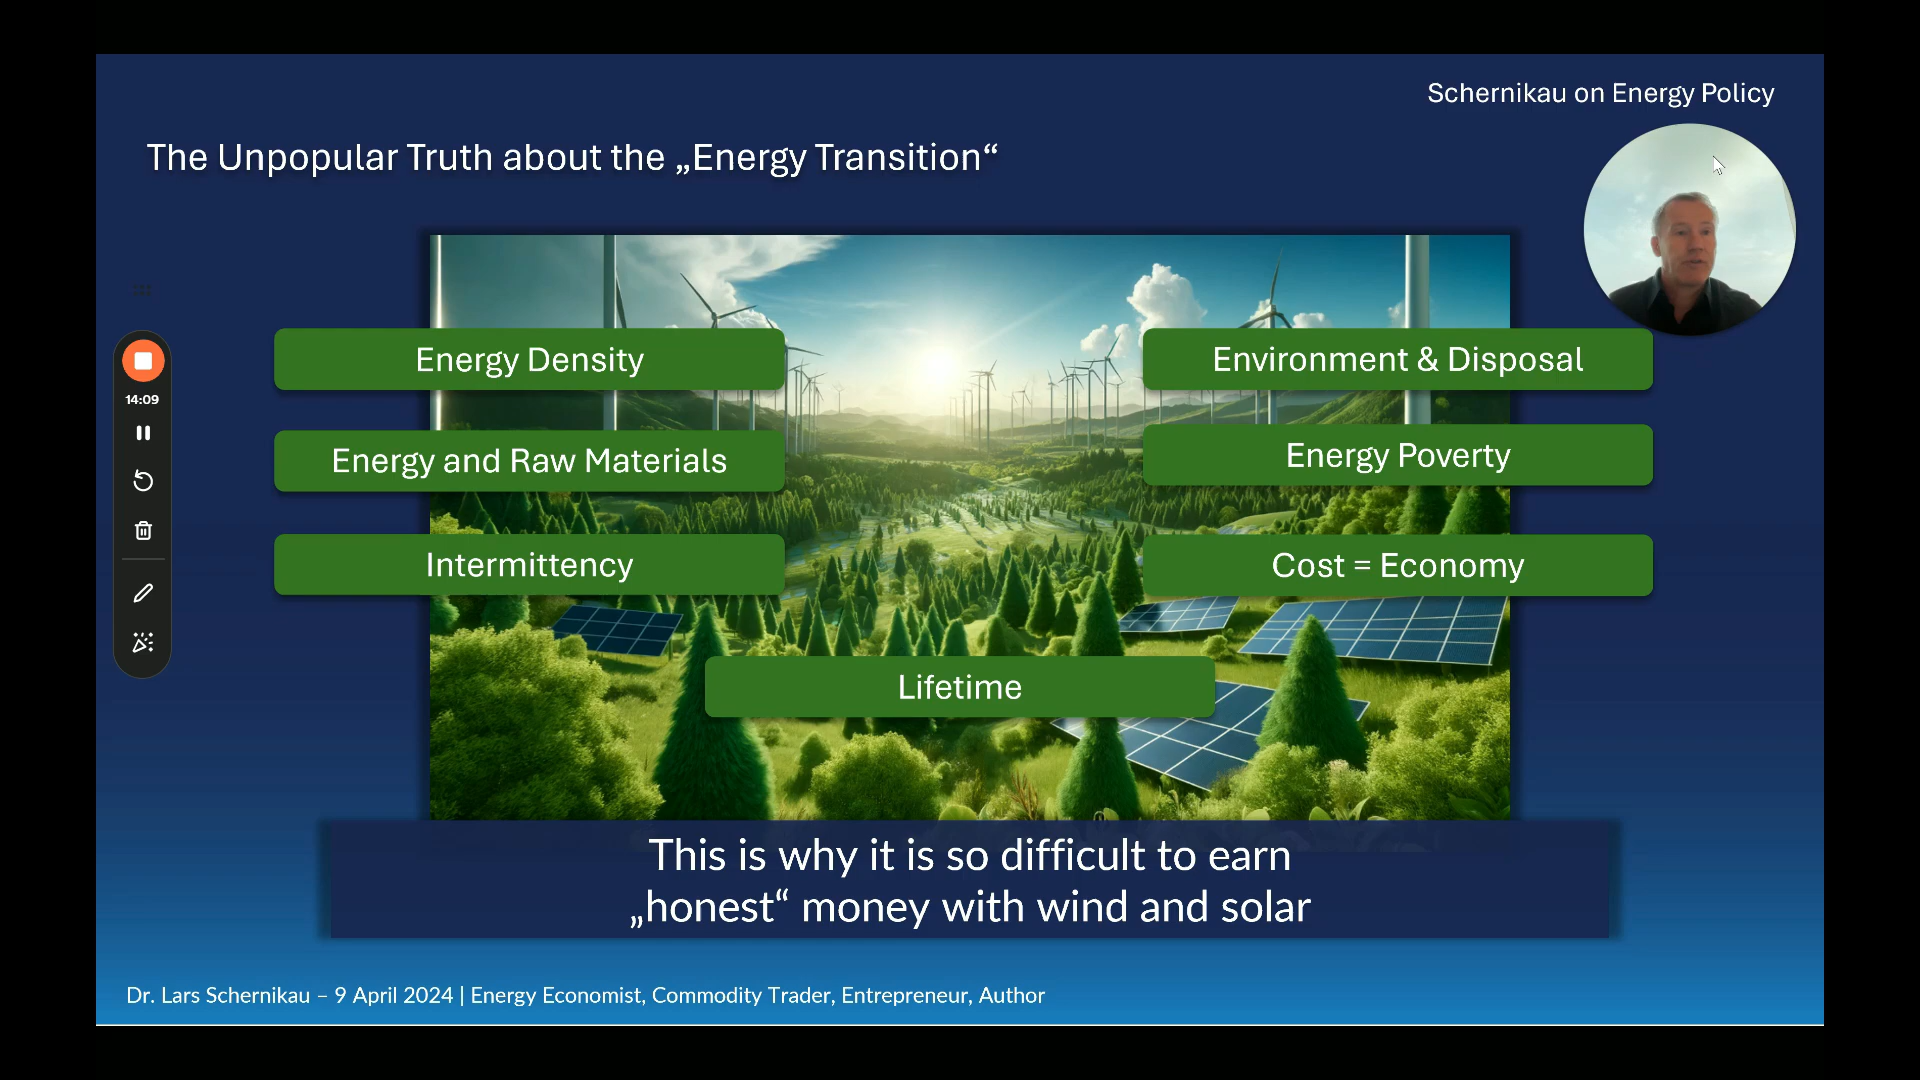 Schernikau on Energy Policy
The Unpopular Truth about the „Energy Transition“
Energy Density
Environment & Disposal
14:09
Energy and Raw Materials
Energy Poverty
Intermittency
Cost = Economy
Lifetime
This is why it is so difficult to earn
„honest“ money with wind and solar
Dr. Lars Schernikau – 9 April 2024 | Energy Economist, Commodity Trader, Entrepreneur, Author